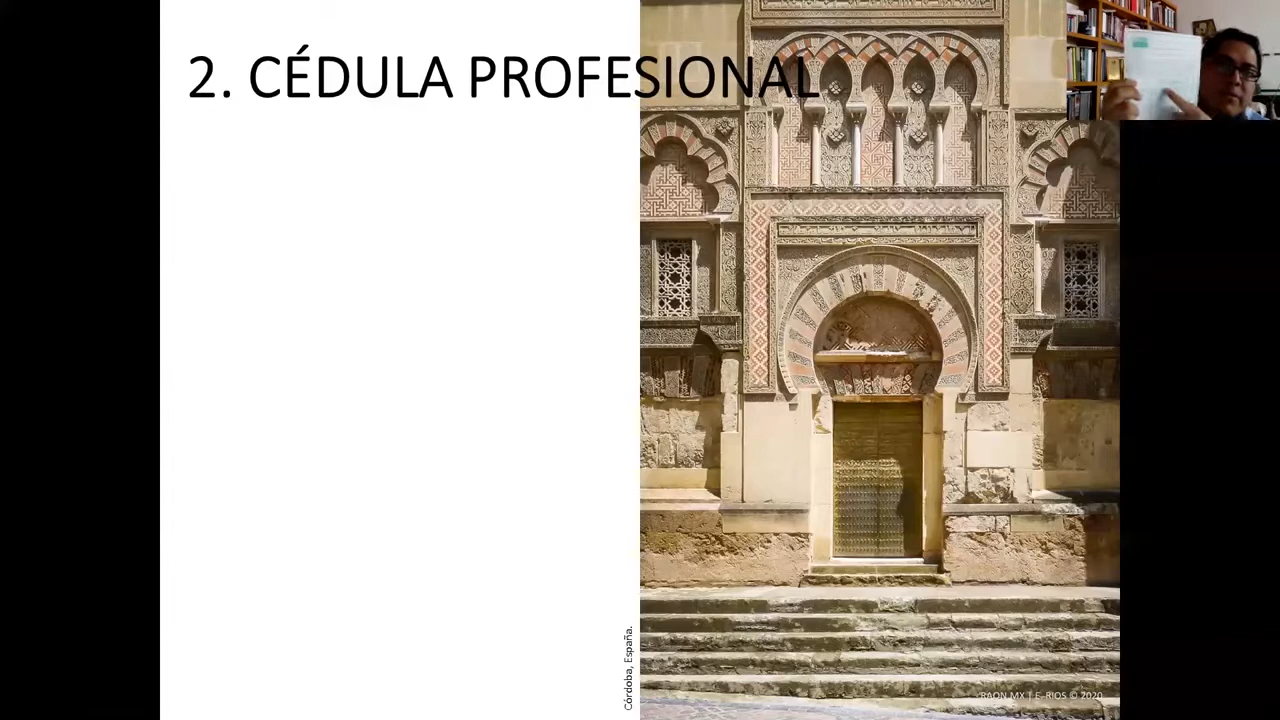 2. CÉDULA PROFESIONAL
Córdoba, España.
RAON.MX | E-RIOS © 2020